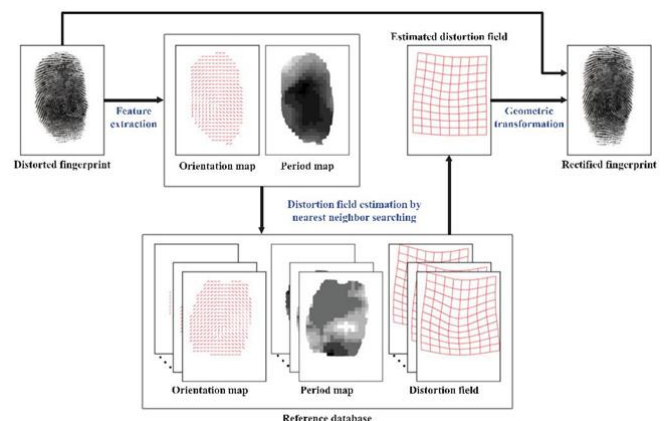 Estimated distortion field
Feature
extraction
Geometric
transformation
Distorted fingerprint
Orientation map
Period map
Rectified fingerprint
Distortion field estimation by
nearest neighbor searching
Orientation map
Period map
Distortion field
Reference database